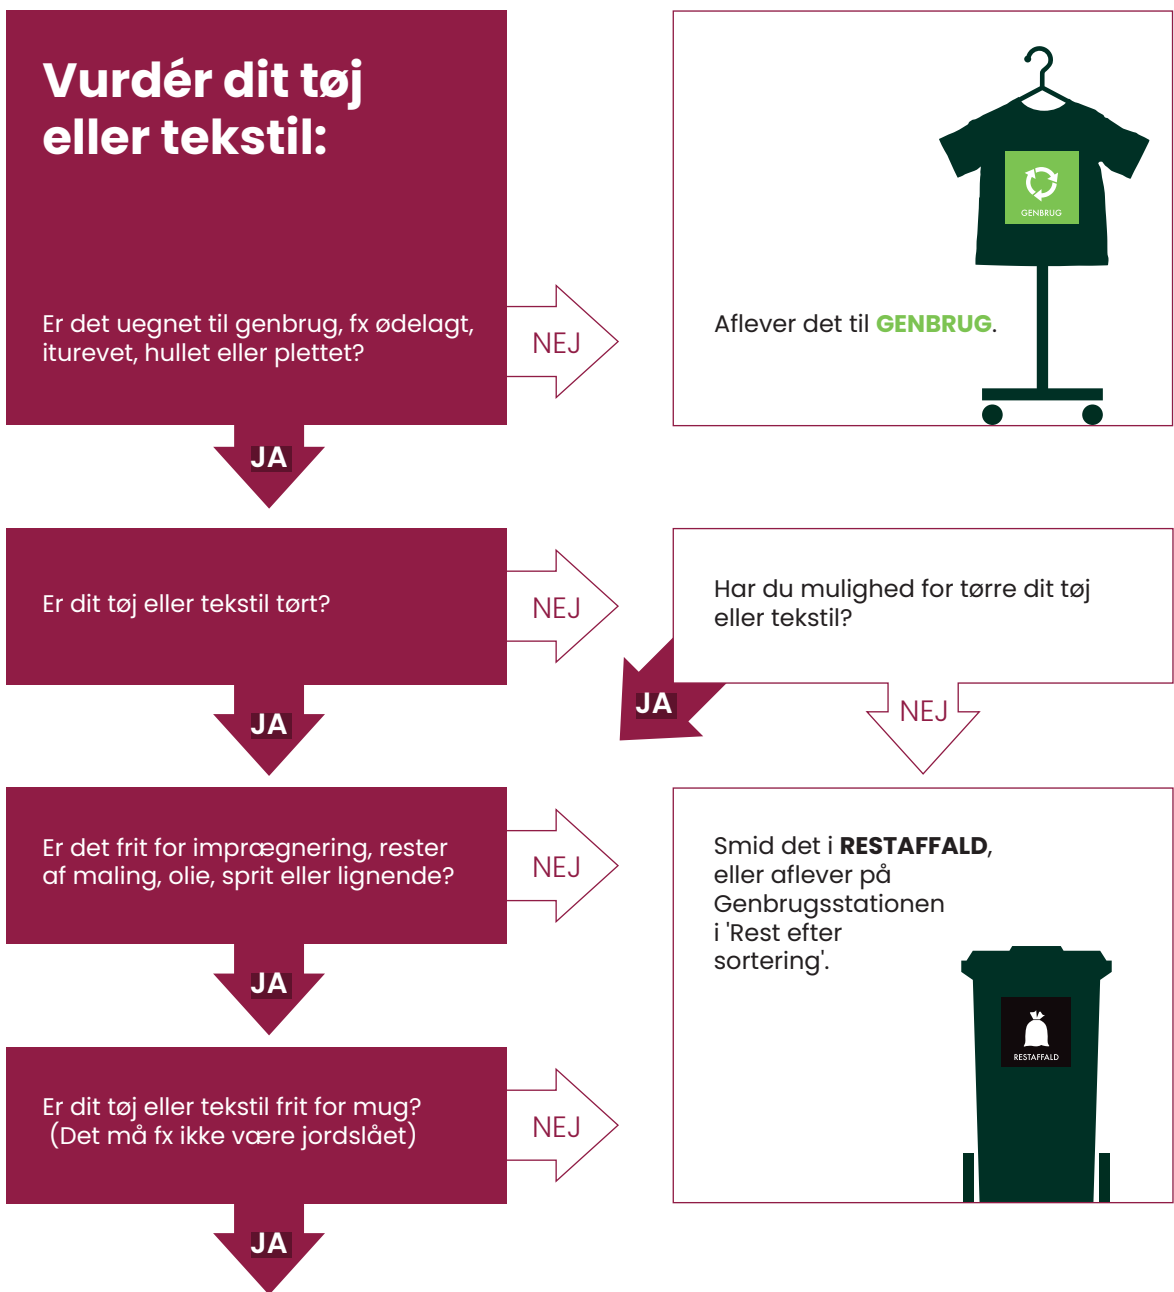 Vurdér dit tøj
eller tekstil:
Er det uegnet til genbrug, fx ødelagt,
iturevet, hullet eller plettet?
NEJ
GENBRUG
Aflever det til GENBRUG.
JA
Er dit tøj eller tekstil tørt?
NEJ
Har du mulighed for tørre dit tøj
eller tekstil?
JA
JA
NEJ
Er det frit for imprægnering, rester
af maling, olie, sprit eller lignende?
NEJ
Smid det i RESTAFFALD,
eller aflever på
Genbrugsstationen
i 'Rest efter
sortering'.
RESTAFFALD
JA
Er dit tøj eller tekstil frit for mug?
(Det må fx ikke være jordslået)
NEJ
JA